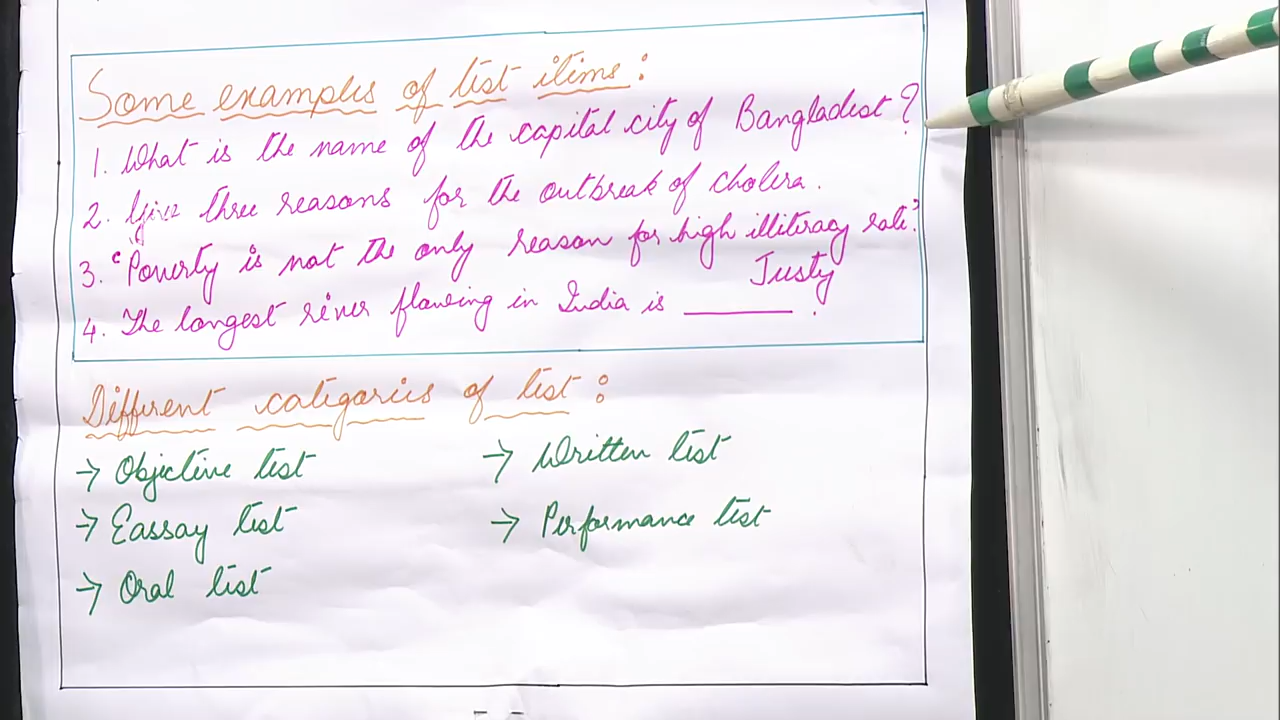 Some examples of test items :
1. What is the name of the capital city of Bangladest ?
2. Give three reasons for the outbreak of cholera .
3. "Poverty is not the only reason for high illiteracy rate."
Justy
4. The longest river flowing in India is ______ .
Different categories of test :
→ Objective test
→ Written test
→ Eassay test
→ Performance test
→ Oral test